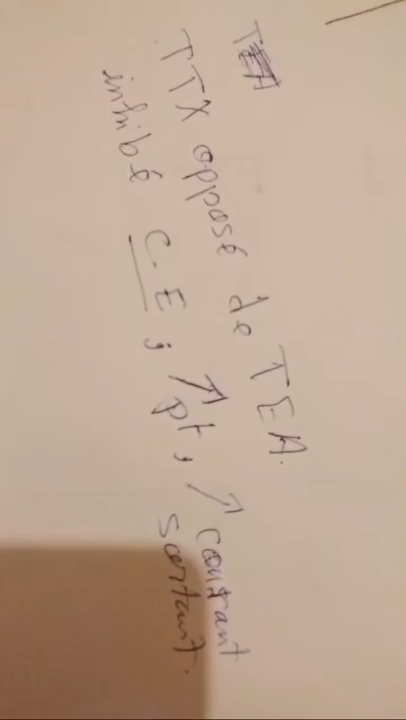 TEA
TTX opposé de TEA.
inhibé C.E ; ↗ pt, ↗ courant
sortant.